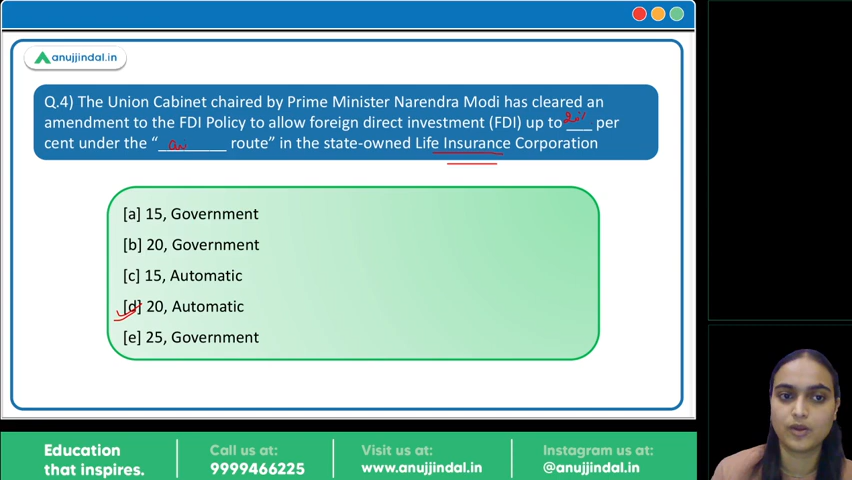 anujjindal.in
Q.4) The Union Cabinet chaired by Prime Minister Narendra Modi has cleared an
amendment to the FDI Policy to allow foreign direct investment (FDI) up to 20% ___ per
cent under the “________ route” in the state-owned Life Insurance Corporation
[a] 15, Government
[b] 20, Government
[c] 15, Automatic
[d] 20, Automatic
[e] 25, Government
Education
that inspires.
Call us at:
9999466225
Visit us at:
www.anujjindal.in
Instagram us at:
@anujjindal.in